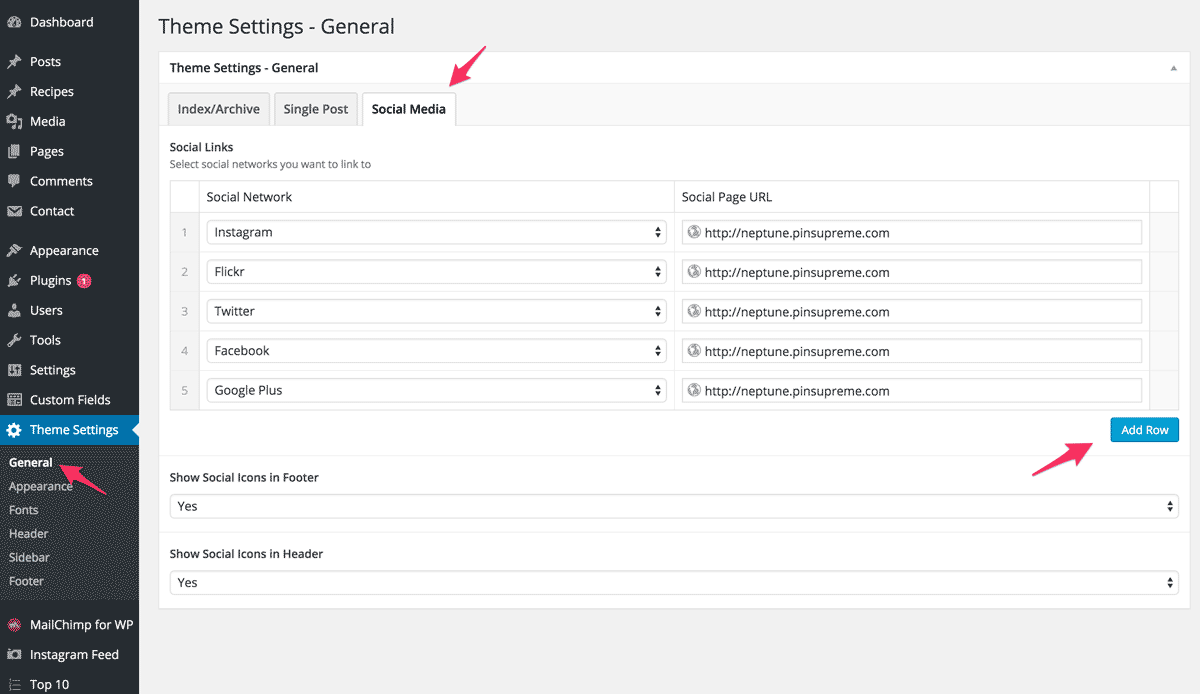 Dashboard
Posts
Recipes
Media
Pages
Comments
Contact
Appearance
Plugins 1
Users
Tools
Settings
Custom Fields
Theme Settings
General
Appearance
Fonts
Header
Sidebar
Footer
MailChimp for WP
Instagram Feed
Top 10
Theme Settings - General
Theme Settings - General
Index/Archive Single Post Social Media
Social Links
Select social networks you want to link to
Social Network Social Page URL
1 Instagram http://neptune.pinsupreme.com
2 Flickr http://neptune.pinsupreme.com
3 Twitter http://neptune.pinsupreme.com
4 Facebook http://neptune.pinsupreme.com
5 Google Plus http://neptune.pinsupreme.com
Add Row
Show Social Icons in Footer
Yes
Show Social Icons in Header
Yes